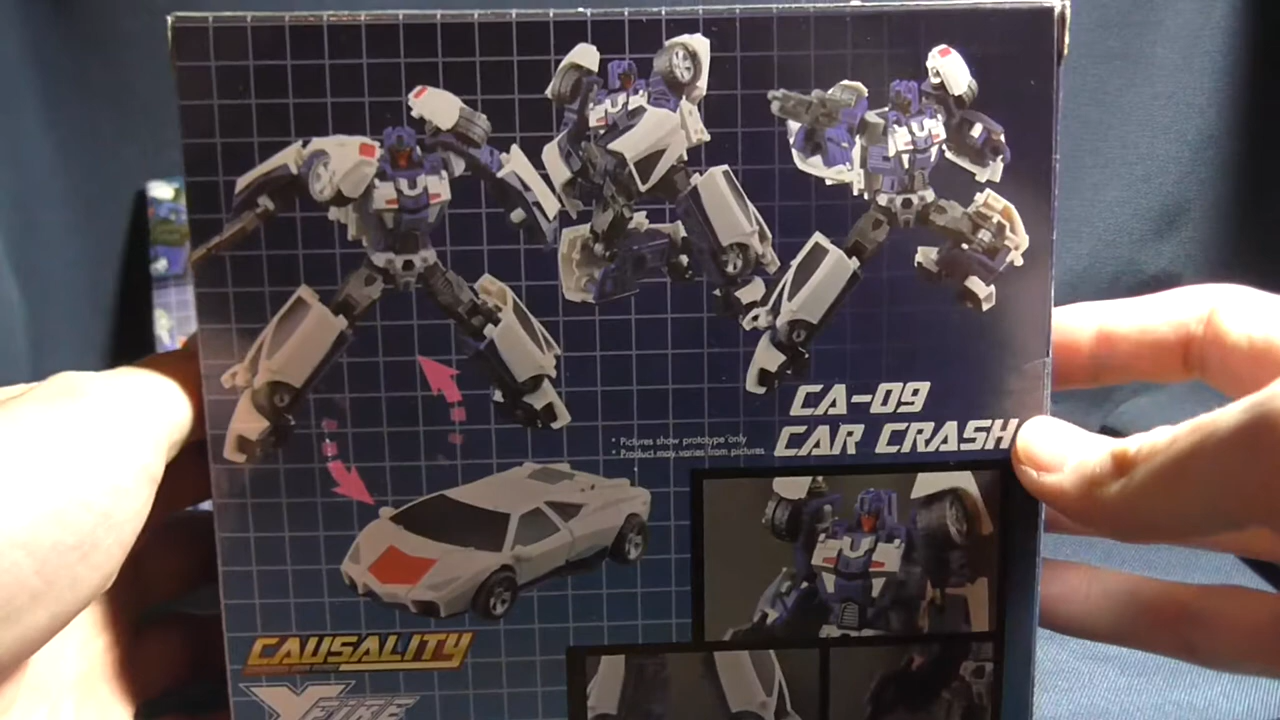 * Pictures show prototype only
* Product may varies from pictures
CA-09
CAR CRASH
CAUSALITY